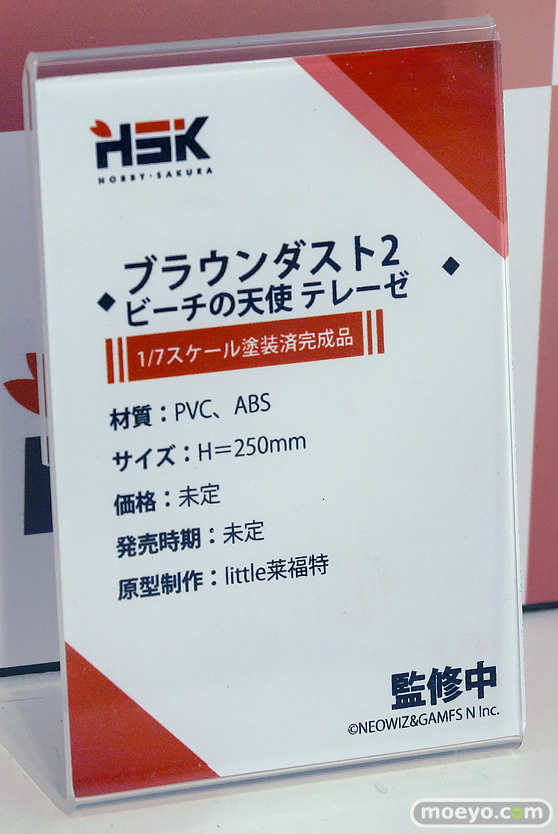 HSK
HOBBY·SAKURA
ブラウンダスト2
ビーチの天使 テレーゼ
1/7スケール塗装済完成品
材質：PVC、ABS
サイズ：H＝250mm
価格：未定
発売時期：未定
原型制作：little莱福特
監修中
©NEOWIZ&GAMFS N Inc.
moeyo.com